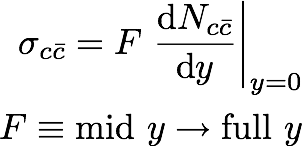 σ_{cc̄} = F dN_{cc̄}/dy |_{y=0}
F ≡ mid y → full y